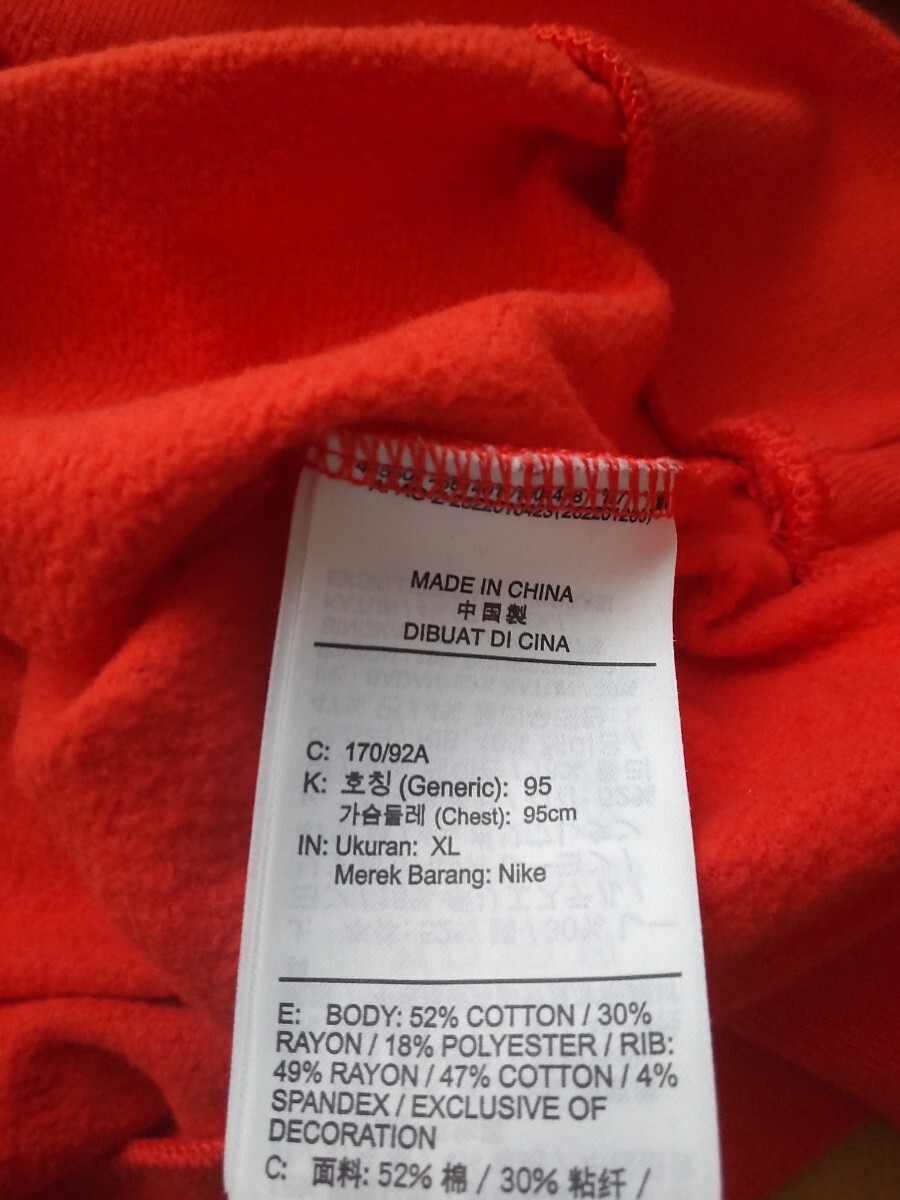 MADE IN CHINA
中国製
DIBUAT DI CINA
C: 170/92A
K: 호칭 (Generic): 95
가슴둘레 (Chest): 95cm
IN: Ukuran: XL
Merek Barang: Nike
E: BODY: 52% COTTON / 30%
RAYON / 18% POLYESTER / RIB:
49% RAYON / 47% COTTON / 4%
SPANDEX / EXCLUSIVE OF
DECORATION
C: 面料: 52% 棉 / 30% 粘纤 /